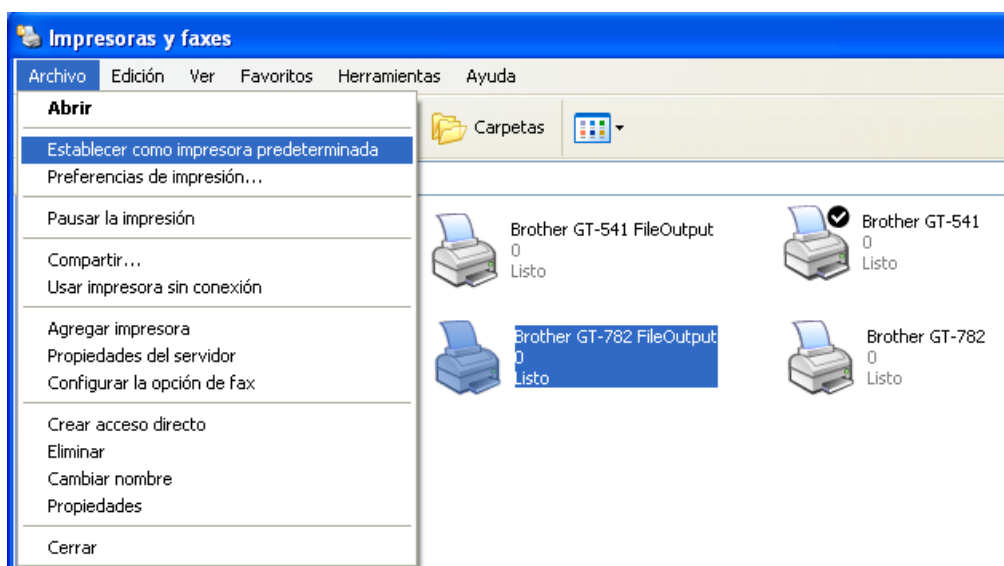 Impresoras y faxes
Archivo Edición Ver Favoritos Herramientas Ayuda
Abrir
Establecer como impresora predeterminada
Preferencias de impresión...
Pausar la impresión
Compartir...
Usar impresora sin conexión
Agregar impresora
Propiedades del servidor
Configurar la opción de fax
Crear acceso directo
Eliminar
Cambiar nombre
Propiedades
Cerrar
Carpetas
Brother GT-541 FileOutput
0
Listo
Brother GT-541
0
Listo
Brother GT-782 FileOutput
0
Listo
Brother GT-782
0
Listo